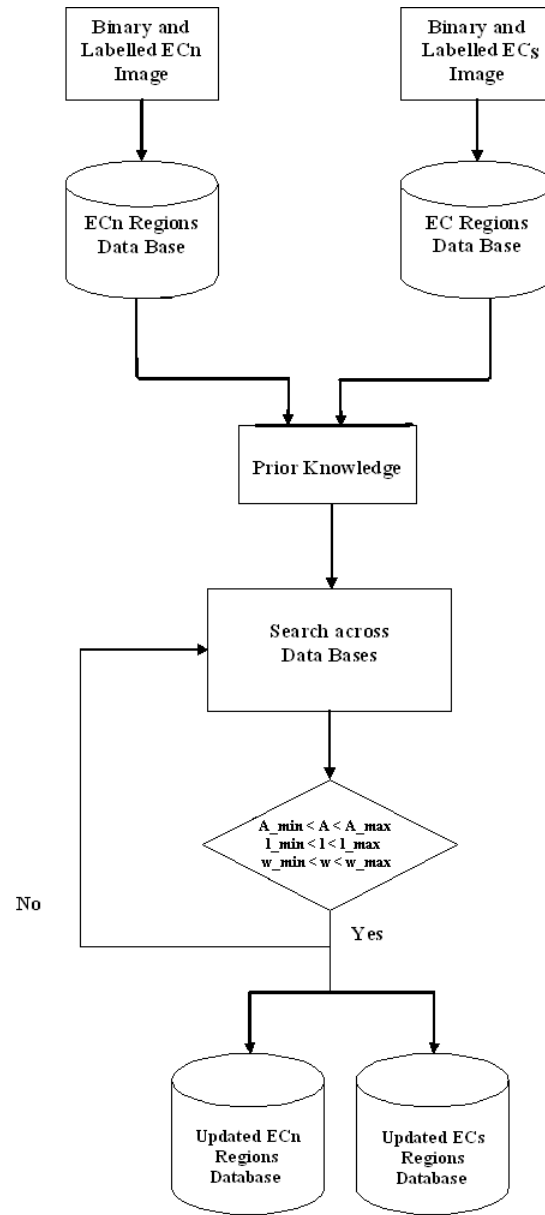 Binary and
Labelled ECn
Image
Binary and
Labelled ECs
Image
ECn Regions
Data Base
EC Regions
Data Base
Prior Knowledge
Search across
Data Bases
A_min < A < A_max
l_min < l < l_max
w_min < w < w_max
No
Yes
Updated ECn
Regions
Database
Updated ECs
Regions
Database